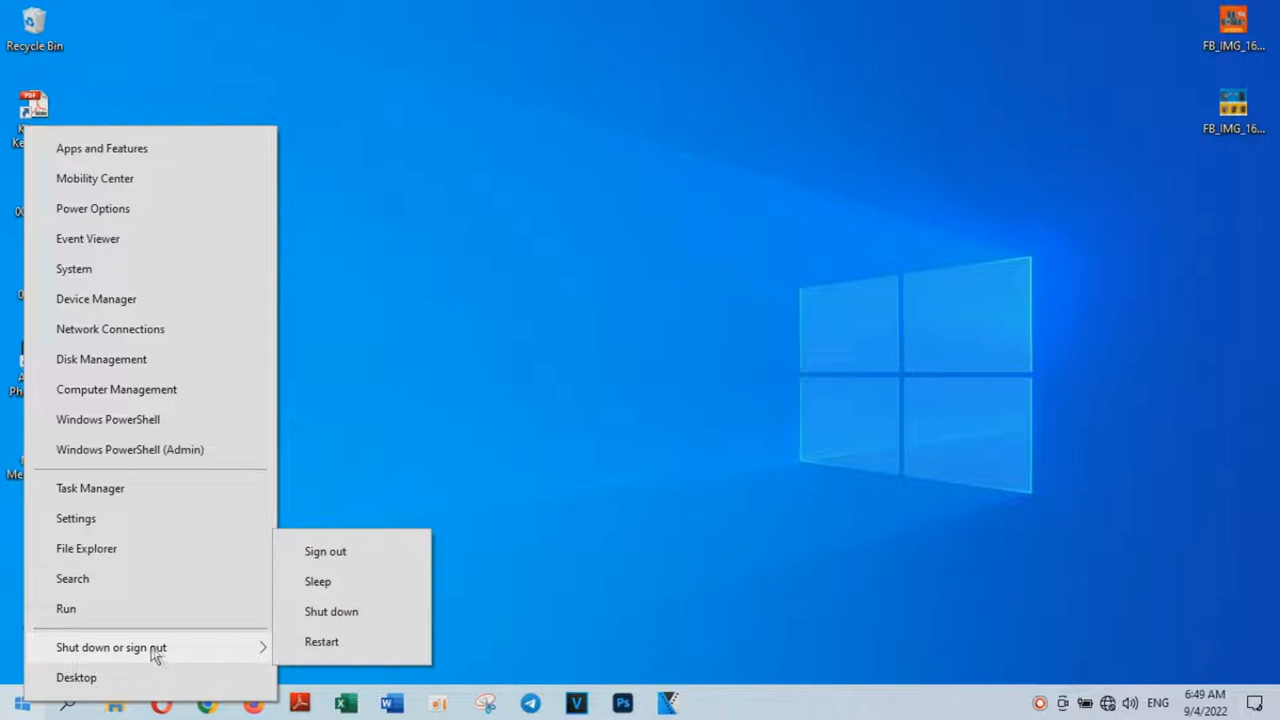 Recycle Bin
FB_IMG_16...
FB_IMG_16...
Apps and Features
Mobility Center
Power Options
Event Viewer
System
Device Manager
Network Connections
Disk Management
Computer Management
Windows PowerShell
Windows PowerShell (Admin)
Task Manager
Settings
File Explorer
Search
Run
Shut down or sign out
Desktop
Sign out
Sleep
Shut down
Restart
ENG
6:49 AM
9/4/2022